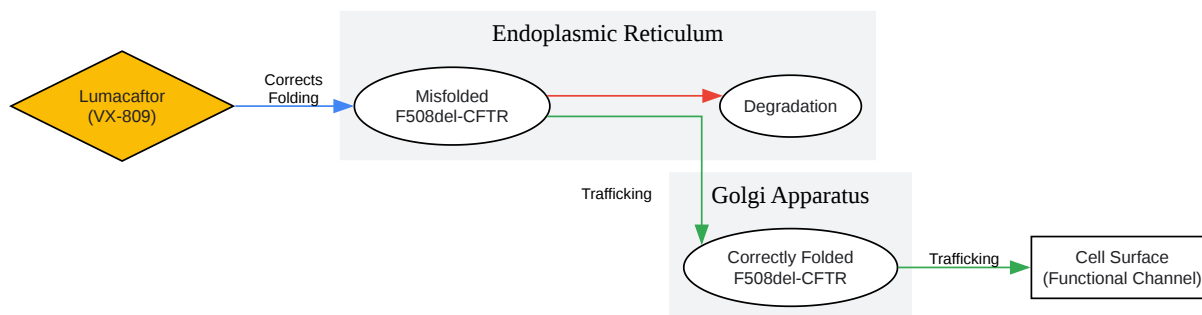 Endoplasmic Reticulum
Lumacaftor
(VX-809)
Corrects
Folding
Misfolded
F508del-CFTR
Degradation
Trafficking
Golgi Apparatus
Correctly Folded
F508del-CFTR
Trafficking
Cell Surface
(Functional Channel)